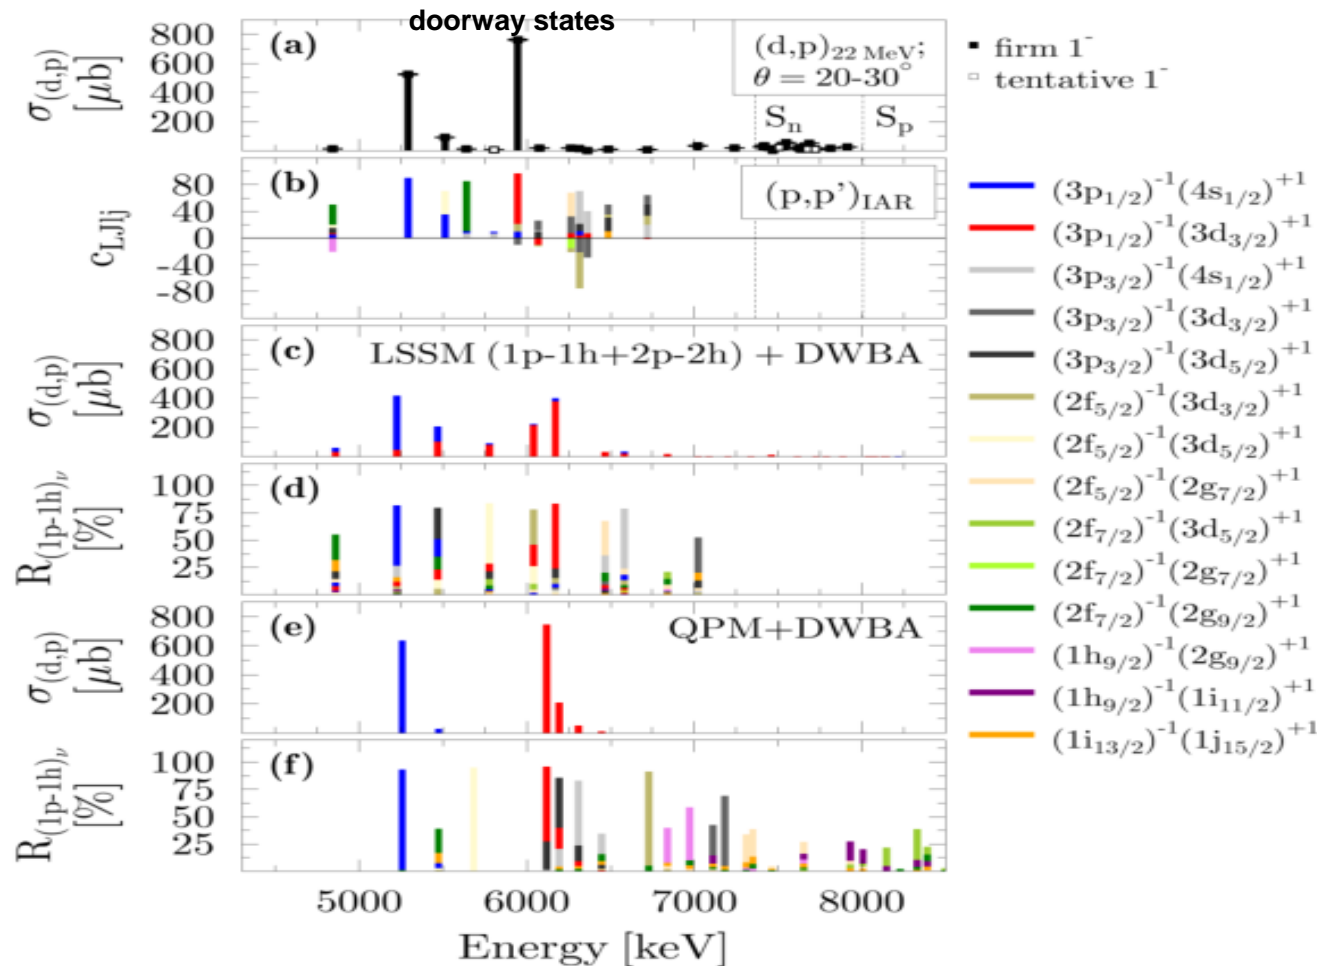 doorway states
(a)
(d,p)₂₂ MeV;
θ = 20-30°
■ firm 1⁻
□ tentative 1⁻
Sₙ
Sₚ
σ(d,p)
[μb]
800
600
400
200
(b)
(p,p')IAR
c_LJlj
80
40
0
-40
-80
(c)
LSSM (1p-1h+2p-2h) + DWBA
σ(d,p)
[μb]
800
600
400
200
(d)
R(1p-1h)ν
[%]
100
75
50
25
(e)
QPM+DWBA
σ(d,p)
[μb]
800
600
400
200
(f)
R(1p-1h)ν
[%]
100
75
50
25
5000
6000
7000
8000
Energy [keV]
(3p1/2)⁻¹(4s1/2)⁺¹
(3p1/2)⁻¹(3d3/2)⁺¹
(3p3/2)⁻¹(4s1/2)⁺¹
(3p3/2)⁻¹(3d3/2)⁺¹
(3p3/2)⁻¹(3d5/2)⁺¹
(2f5/2)⁻¹(3d3/2)⁺¹
(2f5/2)⁻¹(3d5/2)⁺¹
(2f5/2)⁻¹(2g7/2)⁺¹
(2f7/2)⁻¹(3d5/2)⁺¹
(2f7/2)⁻¹(2g7/2)⁺¹
(2f7/2)⁻¹(2g9/2)⁺¹
(1h9/2)⁻¹(2g9/2)⁺¹
(1h9/2)⁻¹(1i11/2)⁺¹
(1i13/2)⁻¹(1j15/2)⁺¹